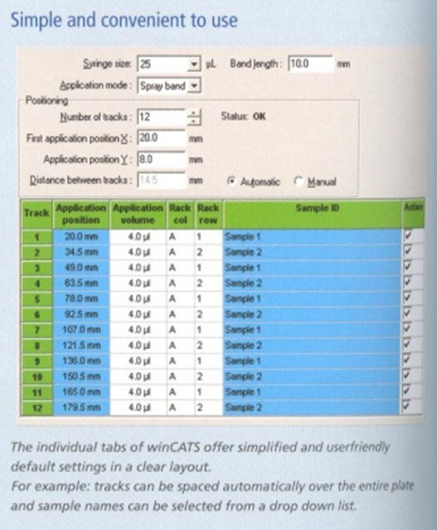 Simple and convenient to use
Syringe size: 25 µL Band length: 10.0 mm
Application mode: Spray band
Positioning
Number of tracks: 12 Status: OK
First application position X: 20.0 mm
Application position Y: 8.0 mm
Distance between tracks: 14.5 mm Automatic Manual
Track Application position Application volume Rack col Rack row Sample ID Active
1 20.0 mm 4.0 µl A 1 Sample 1
2 34.5 mm 4.0 µl A 2 Sample 2
3 49.0 mm 4.0 µl A 1 Sample 1
4 63.5 mm 4.0 µl A 2 Sample 2
5 78.0 mm 4.0 µl A 1 Sample 1
6 92.5 mm 4.0 µl A 2 Sample 2
7 107.0 mm 4.0 µl A 1 Sample 1
8 121.5 mm 4.0 µl A 2 Sample 2
9 136.0 mm 4.0 µl A 1 Sample 1
10 150.5 mm 4.0 µl A 2 Sample 2
11 165.0 mm 4.0 µl A 1 Sample 1
12 179.5 mm 4.0 µl A 2 Sample 2
The individual tabs of winCATS offer simplified and userfriendly
default settings in a clear layout.
For example: tracks can be spaced automatically over the entire plate
and sample names can be selected from a drop down list.